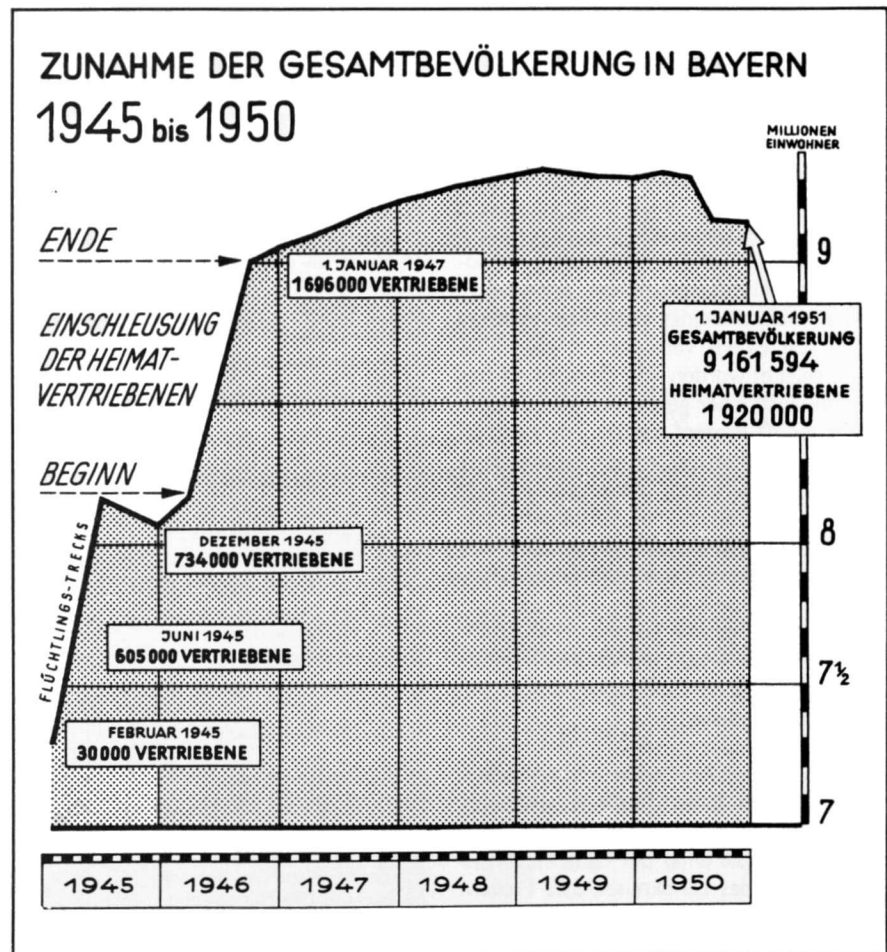 ZUNAHME DER GESAMTBEVÖLKERUNG IN BAYERN
1945 bis 1950
MILLIONEN
EINWOHNER
ENDE
EINSCHLEUSUNG
DER HEIMAT-
VERTRIEBENEN
BEGINN
FLÜCHTLINGS-TRECKS
1. JANUAR 1947
1 696 000 VERTRIEBENE
DEZEMBER 1945
734 000 VERTRIEBENE
JUNI 1945
605 000 VERTRIEBENE
FEBRUAR 1945
30 000 VERTRIEBENE
1. JANUAR 1951
GESAMTBEVÖLKERUNG
9 161 594
HEIMATVERTRIEBENE
1 920 000
9
8
7½
7
1945 1946 1947 1948 1949 1950